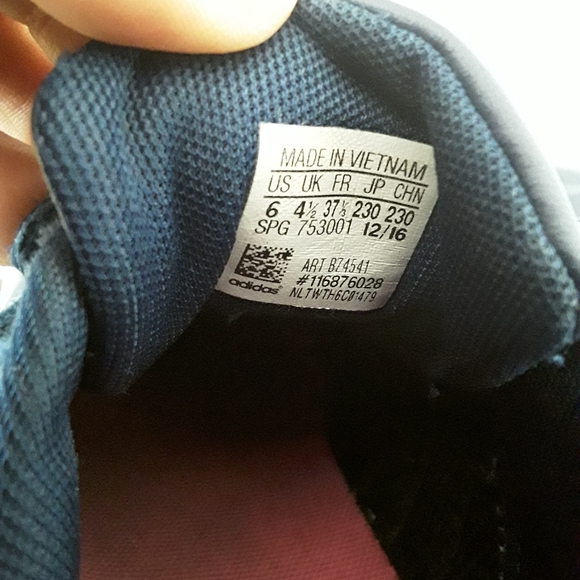 MADE IN VIETNAM
US UK FR JP CHN
6 4½ 37⅓ 230 230
SPG 753001 12/16
ART BZ4541
#116876028
adidas NLTWTH6C01479